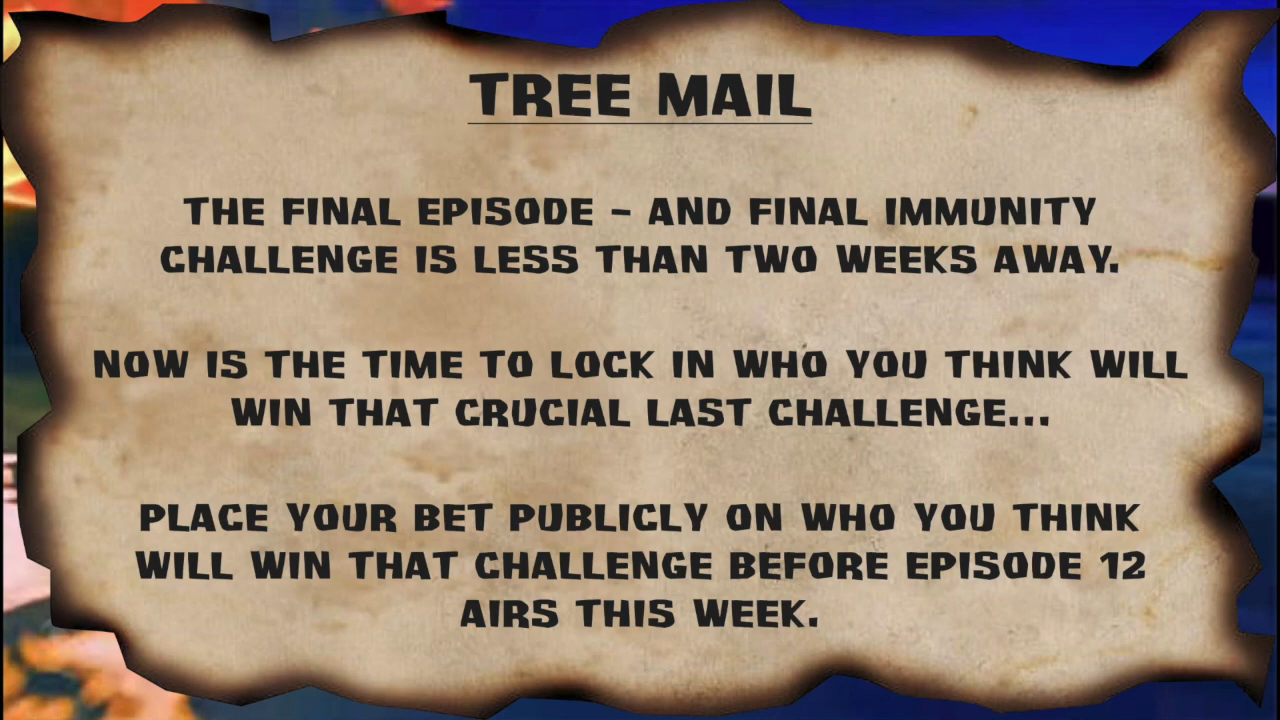 TREE MAIL
THE FINAL EPISODE – AND FINAL IMMUNITY
CHALLENGE IS LESS THAN TWO WEEKS AWAY.
NOW IS THE TIME TO LOCK IN WHO YOU THINK WILL
WIN THAT CRUCIAL LAST CHALLENGE...
PLACE YOUR BET PUBLICLY ON WHO YOU THINK
WILL WIN THAT CHALLENGE BEFORE EPISODE 12
AIRS THIS WEEK.